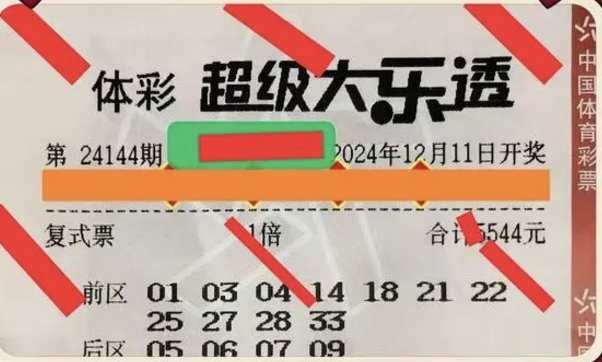 体彩 超级大乐透
第 24144期 2024年12月11日开奖
复式票 1倍 合计5544元
前区 01 03 04 14 18 21 22
25 27 28 33
后区 05 06 07 09
中国体育彩票
中国